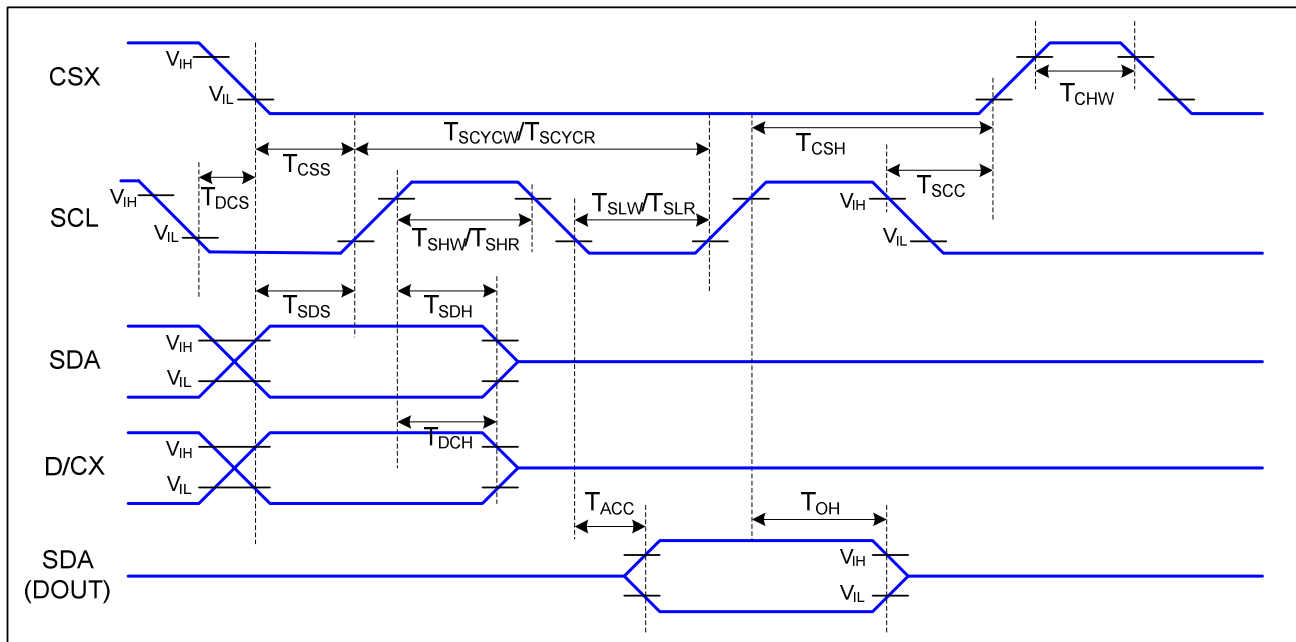 CSX
VIH
VIL
TCHW
TSCYCW/TSCYCR
TCSS
TCSH
TDCS
TSCC
SCL
VIH
VIL
TSHW/TSHR
TSLW/TSLR
VIH
VIL
TSDS
TSDH
SDA
VIH
VIL
TDCH
D/CX
VIH
VIL
TACC
TOH
SDA
(DOUT)
VIH
VIL